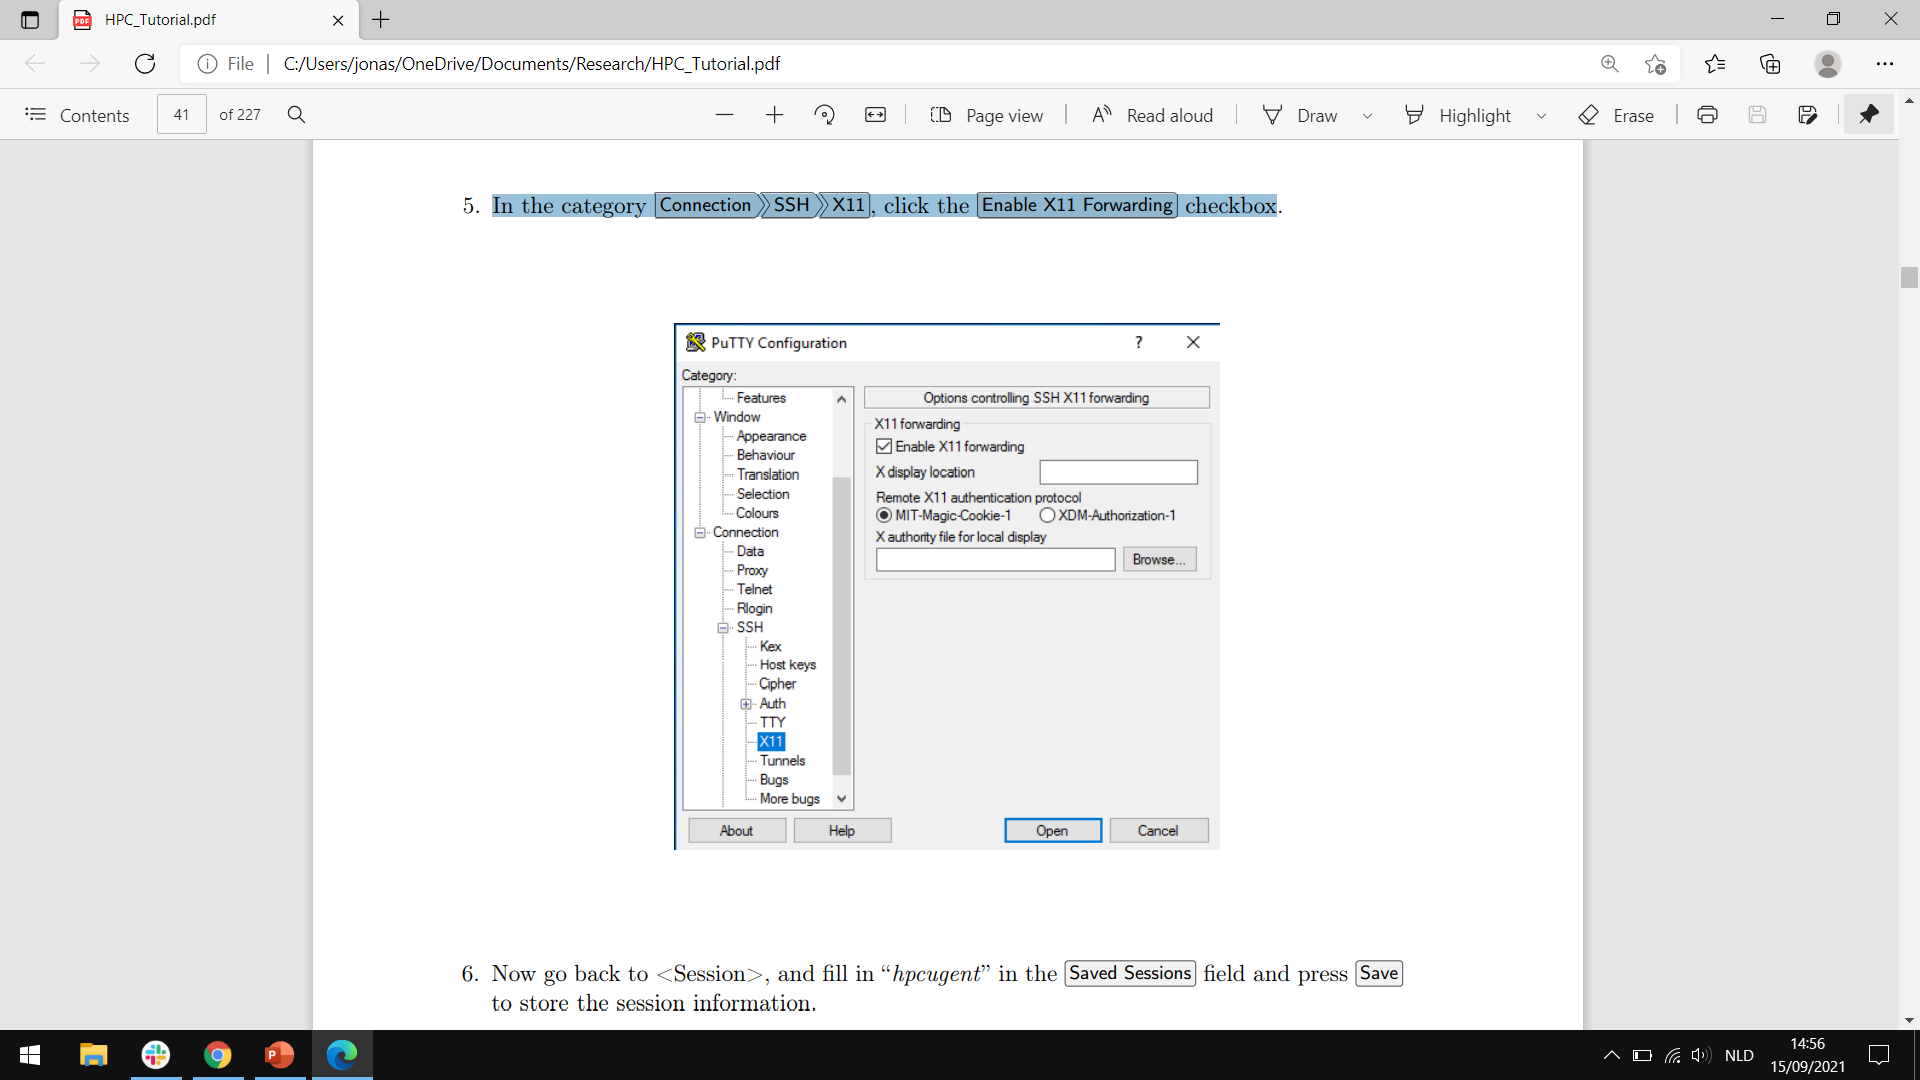 HPC_Tutorial.pdf
File
C:/Users/jonas/OneDrive/Documents/Research/HPC_Tutorial.pdf
Contents
41
of 227
Page view
Read aloud
Draw
Highlight
Erase
5. In the category Connection SSH X11, click the Enable X11 Forwarding checkbox.
PuTTY Configuration
?
Category:
Features
Window
Appearance
Behaviour
Translation
Selection
Colours
Connection
Data
Proxy
Telnet
Rlogin
SSH
Kex
Host keys
Cipher
Auth
TTY
X11
Tunnels
Bugs
More bugs
Options controlling SSH X11 forwarding
X11 forwarding
Enable X11 forwarding
X display location
Remote X11 authentication protocol
MIT-Magic-Cookie-1 XDM-Authorization-1
X authority file for local display
Browse...
About
Help
Open
Cancel
6. Now go back to <Session>, and fill in “hpcugent” in the Saved Sessions field and press Save
to store the session information.
NLD
14:56
15/09/2021